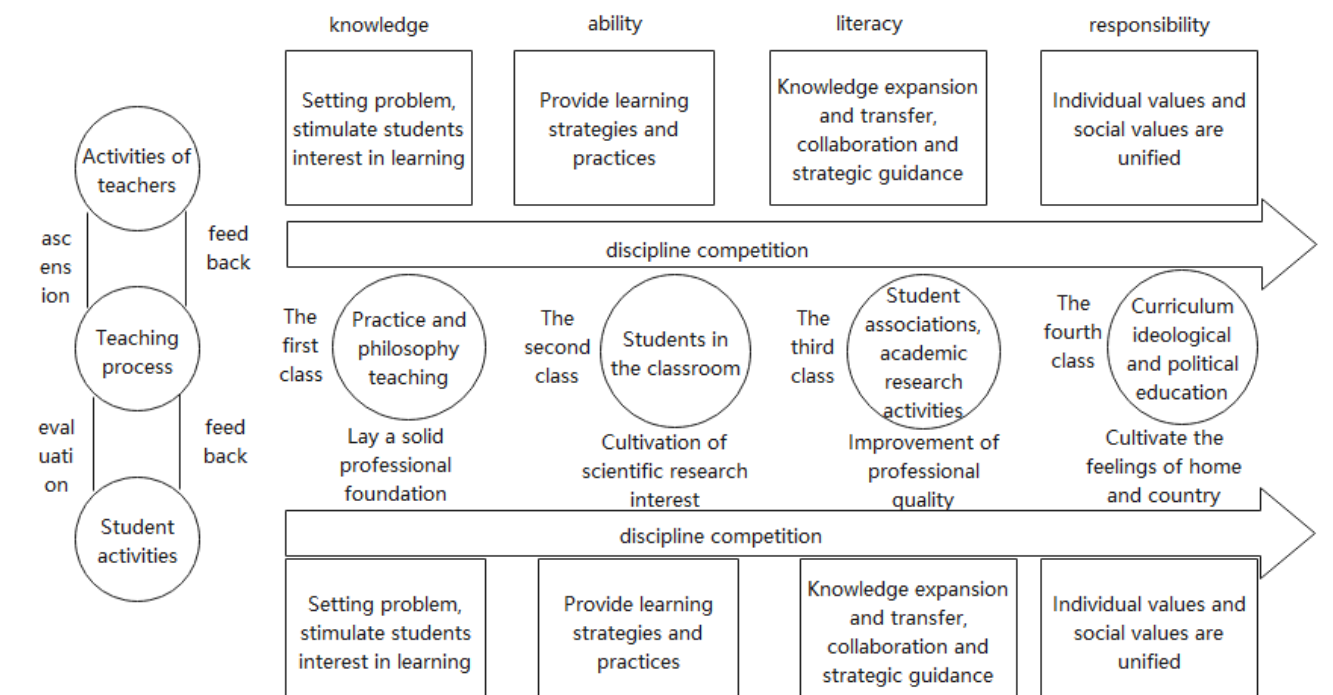 knowledge
ability
literacy
responsibility
Setting problem,
stimulate students
interest in learning
Provide learning
strategies and
practices
Knowledge expansion
and transfer,
collaboration and
strategic guidance
Individual values and
social values are
unified
Activities of
teachers
asc
ens
ion
feed
back
discipline competition
Teaching
process
The
first
class
Practice and
philosophy
teaching
Lay a solid
professional
foundation
The
second
class
Students in
the classroom
Cultivation of
scientific research
interest
The
third
class
Student
associations,
academic
research
activities
Improvement of
professional
quality
The
fourth
class
Curriculum
ideological
and political
education
Cultivate the
feelings of home
and country
eval
uati
on
feed
back
Student
activities
discipline competition
Setting problem,
stimulate students
interest in learning
Provide learning
strategies and
practices
Knowledge expansion
and transfer,
collaboration and
strategic guidance
Individual values and
social values are
unified